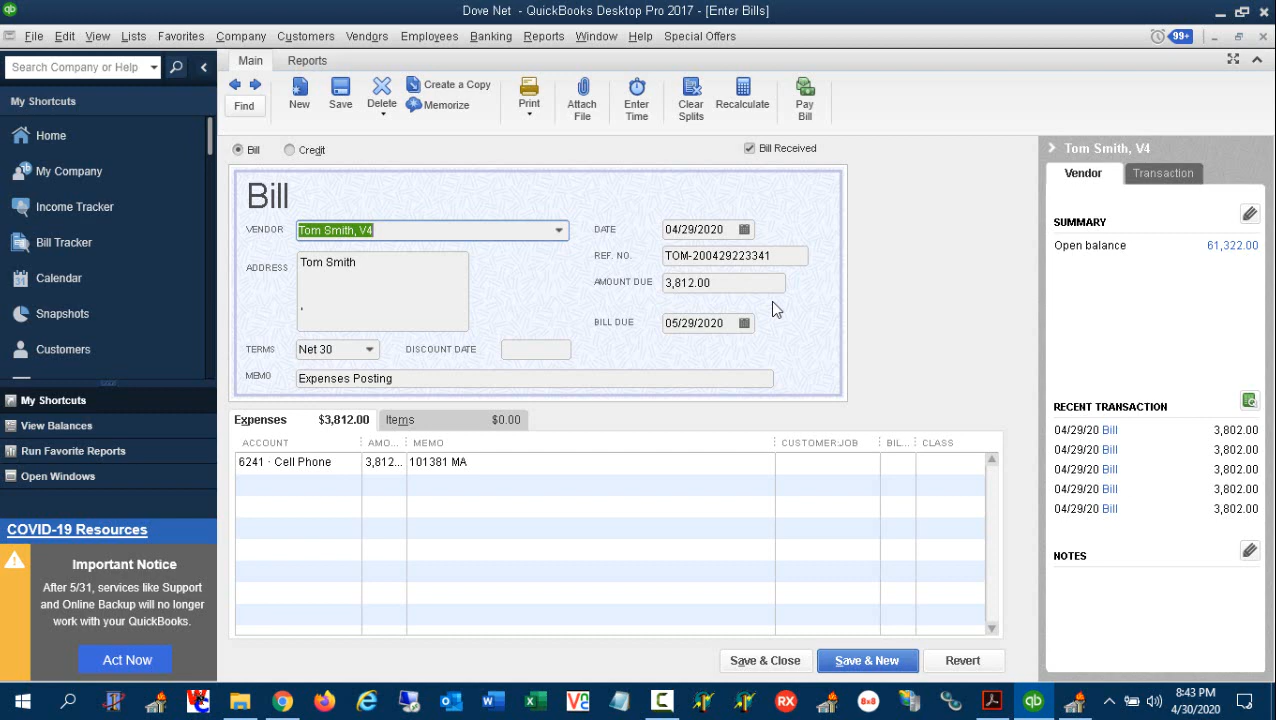 Dove Net - QuickBooks Desktop Pro 2017 - [Enter Bills]
File Edit View Lists Favorites Company Customers Vendors Employees Banking Reports Window Help Special Offers 99+
Search Company or Help
My Shortcuts
Home
My Company
Income Tracker
Bill Tracker
Calendar
Snapshots
Customers
My Shortcuts
View Balances
Run Favorite Reports
Open Windows
COVID-19 Resources
Important Notice
After 5/31, services like Support
and Online Backup will no longer
work with your QuickBooks.
Act Now
Main Reports
Find New Save Delete Create a Copy
Memorize
Print Attach File Enter Time Clear Splits Recalculate Pay Bill
Bill Credit Bill Received
Bill
VENDOR Tom Smith, V4
ADDRESS Tom Smith
,
TERMS Net 30 DISCOUNT DATE
MEMO Expenses Posting
DATE 04/29/2020
REF. NO. TOM-200429223341
AMOUNT DUE 3,812.00
BILL DUE 05/29/2020
Expenses $3,812.00 Items $0.00
ACCOUNT AMO... MEMO CUSTOMER:JOB BIL... CLASS
6241 · Cell Phone 3,812... 101381 MA
Save & Close Save & New Revert
Tom Smith, V4
Vendor Transaction
SUMMARY
Open balance 61,322.00
RECENT TRANSACTION
04/29/20 Bill 3,802.00
04/29/20 Bill 3,802.00
04/29/20 Bill 3,802.00
04/29/20 Bill 3,802.00
04/29/20 Bill 3,802.00
NOTES
8:43 PM
4/30/2020